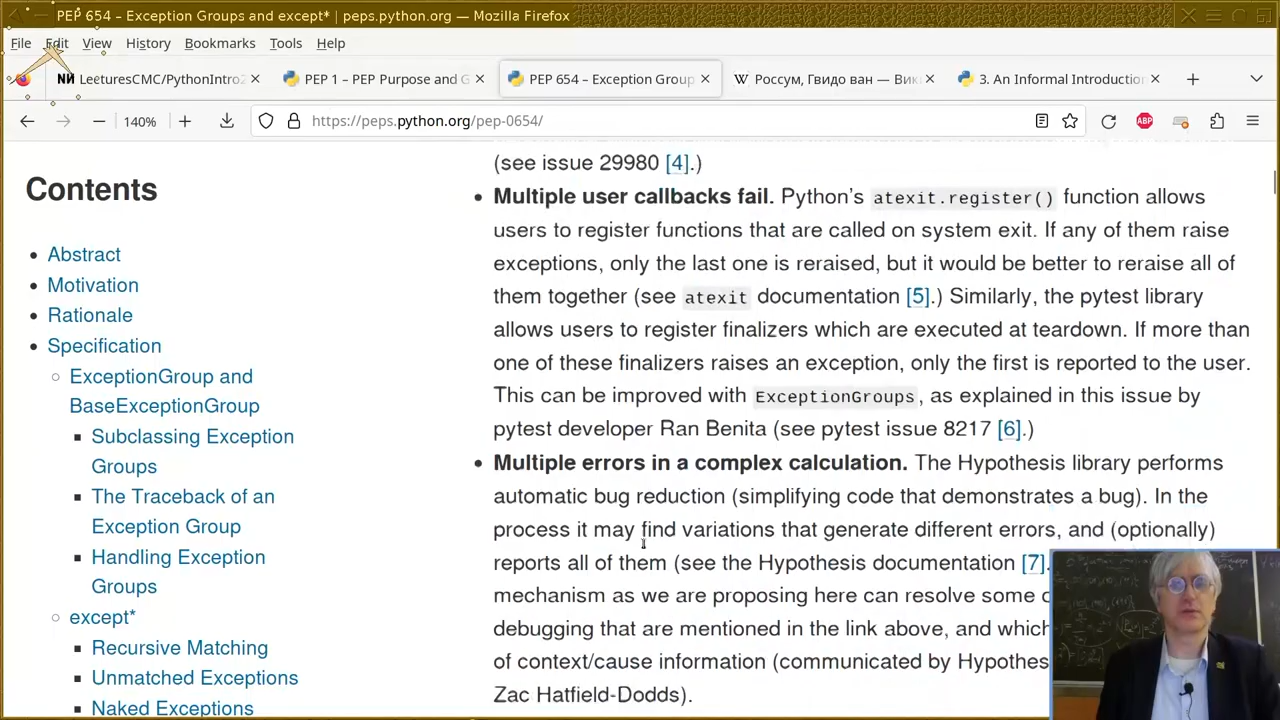 PEP 654 – Exception Groups and except* | peps.python.org — Mozilla Firefox
File Edit View History Bookmarks Tools Help
LecturesCMC/PythonIntro2 PEP 1 – PEP Purpose and G PEP 654 – Exception Group Россум, Гвидо ван — Вик 3. An Informal Introduction
140% https://peps.python.org/pep-0654/ ABP
Contents
Abstract
Motivation
Rationale
Specification
ExceptionGroup and
BaseExceptionGroup
Subclassing Exception
Groups
The Traceback of an
Exception Group
Handling Exception
Groups
except*
Recursive Matching
Unmatched Exceptions
Naked Exceptions
(see issue 29980 [4].)
Multiple user callbacks fail. Python’s atexit.register() function allows
users to register functions that are called on system exit. If any of them raise
exceptions, only the last one is reraised, but it would be better to reraise all of
them together (see atexit documentation [5].) Similarly, the pytest library
allows users to register finalizers which are executed at teardown. If more than
one of these finalizers raises an exception, only the first is reported to the user.
This can be improved with ExceptionGroups, as explained in this issue by
pytest developer Ran Benita (see pytest issue 8217 [6].)
Multiple errors in a complex calculation. The Hypothesis library performs
automatic bug reduction (simplifying code that demonstrates a bug). In the
process it may find variations that generate different errors, and (optionally)
reports all of them (see the Hypothesis documentation [7].
mechanism as we are proposing here can resolve some
debugging that are mentioned in the link above, and which
of context/cause information (communicated by Hypothes
Zac Hatfield-Dodds).